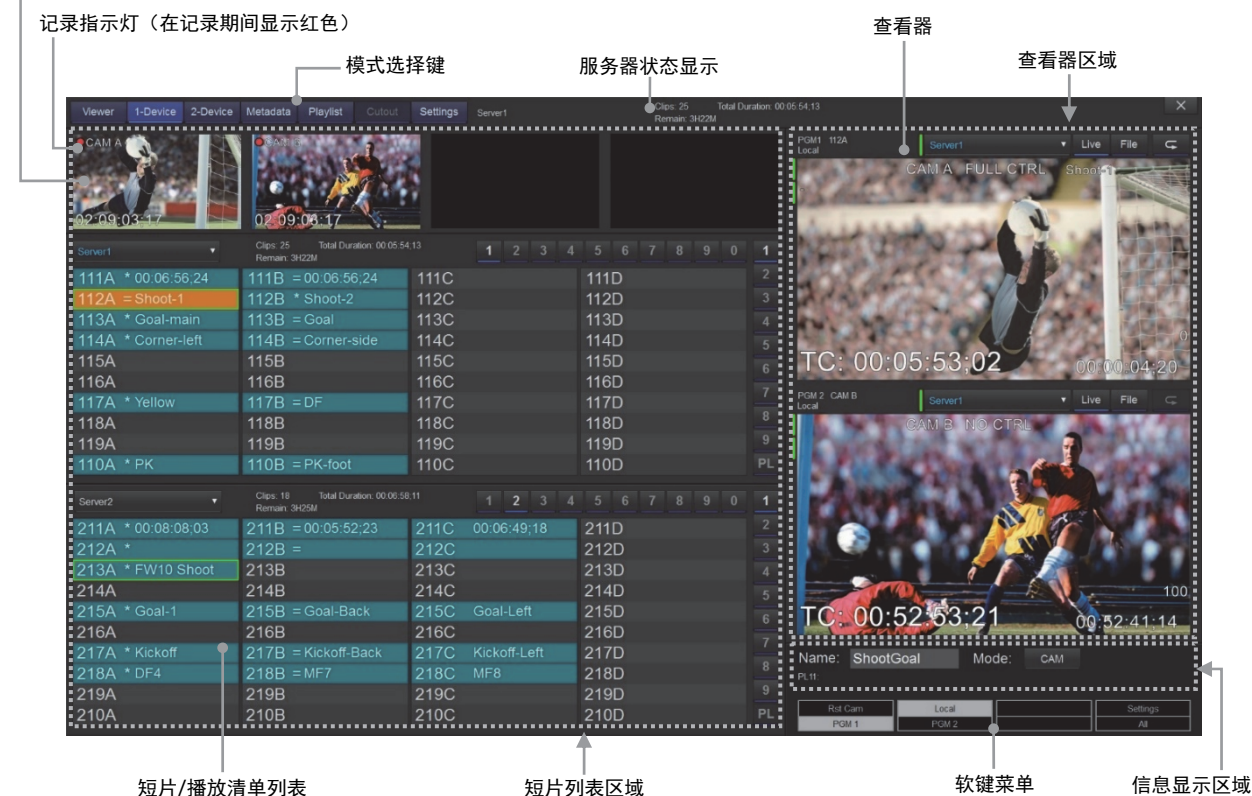 记录指示灯（在记录期间显示红色）
查看器
模式选择键
服务器状态显示
查看器区域
Viewer 1-Device 2-Device Metadata Playlist Cutout Settings Server1
Clips: 25 Total Duration: 00:05:54;13
Remain: 3H22M
CAM A
02:09:03:17
02:09:03:17
PGM1 112A
Local
Server1 Live File
CAM A FULL CTRL Shoot-1
TC: 00:05:53;02
00:00:04:20
Server1
Clips: 25 Total Duration: 00:05:54;13
Remain: 3H22M
1 2 3 4 5 6 7 8 9 0 1
111A * 00:06:56;24 111B = 00:06:56;24 111C 111D 2
112A = Shoot-1 112B * Shoot-2 112C 112D 3
113A * Goal-main 113B = Goal 113C 113D 4
114A * Corner-left 114B = Corner-side 114C 114D 5
115A 115B 115C 115D 6
116A 116B 116C 116D 7
117A * Yellow 117B = DF 117C 117D 8
118A 118B 118C 118D 9
119A 119B 119C 119D PL
110A * PK 110B = PK-foot 110C 110D
PGM 2 CAM B
Local
Server1 Live File
CAM B NO CTRL
100
TC: 00:52:53;21
00:52:41:14
Server2
Clips: 18 Total Duration: 00:06:58;11
Remain: 3H25M
1 2 3 4 5 6 7 8 9 0 1
211A * 00:08:08;03 211B = 00:05:52;23 211C 00:06:49;18 211D 2
212A * 212B = 212C 212D 3
213A * FW10 Shoot 213B 213C 213D 4
214A 214B 214C 214D 5
215A * Goal-1 215B = Goal-Back 215C Goal-Left 215D 6
216A 216B 216C 216D 7
217A * Kickoff 217B = Kickoff-Back 217C Kickoff-Left 217D 8
218A * DF4 218B = MF7 218C MF8 218D 9
219A 219B 219C 219D PL
210A 210B 210C 210D
Name: ShootGoal Mode: CAM
PL11:
Rst Cam Local Settings
PGM 1 PGM 2 All
短片/播放清单列表
短片列表区域
软键菜单
信息显示区域